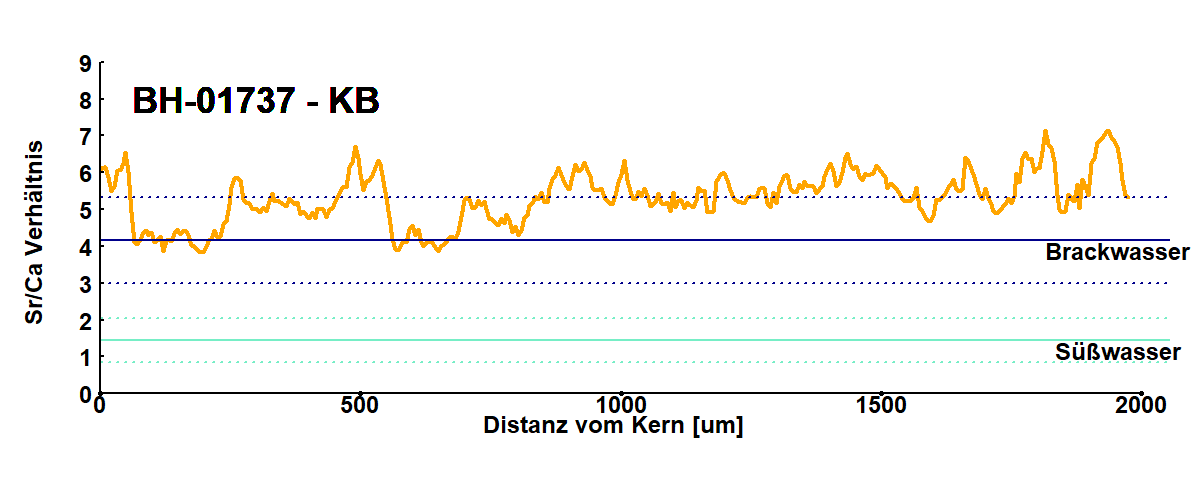 BH-01737 - KB
Sr/Ca Verhältnis
9
8
7
6
5
4
3
2
1
0
Brackwasser
Süßwasser
0 500 1000 1500 2000
Distanz vom Kern [um]